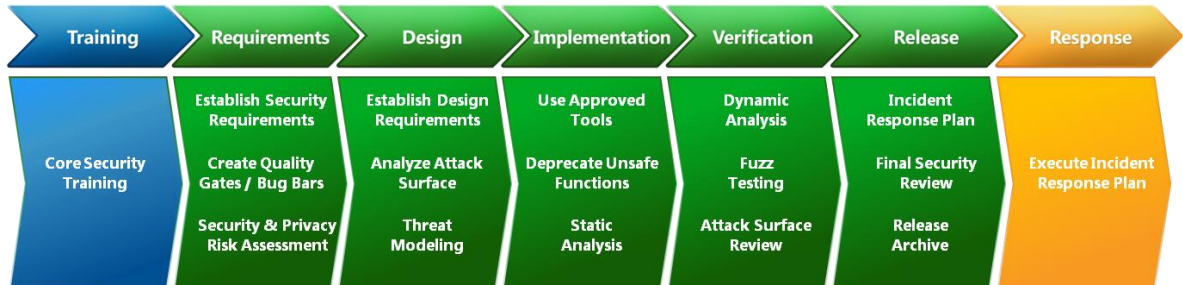 Training
Requirements
Design
Implementation
Verification
Release
Response
Core Security
Training
Establish Security
Requirements
Create Quality
Gates / Bug Bars
Security & Privacy
Risk Assessment
Establish Design
Requirements
Analyze Attack
Surface
Threat
Modeling
Use Approved
Tools
Deprecate Unsafe
Functions
Static
Analysis
Dynamic
Analysis
Fuzz
Testing
Attack Surface
Review
Incident
Response Plan
Final Security
Review
Release
Archive
Execute Incident
Response Plan